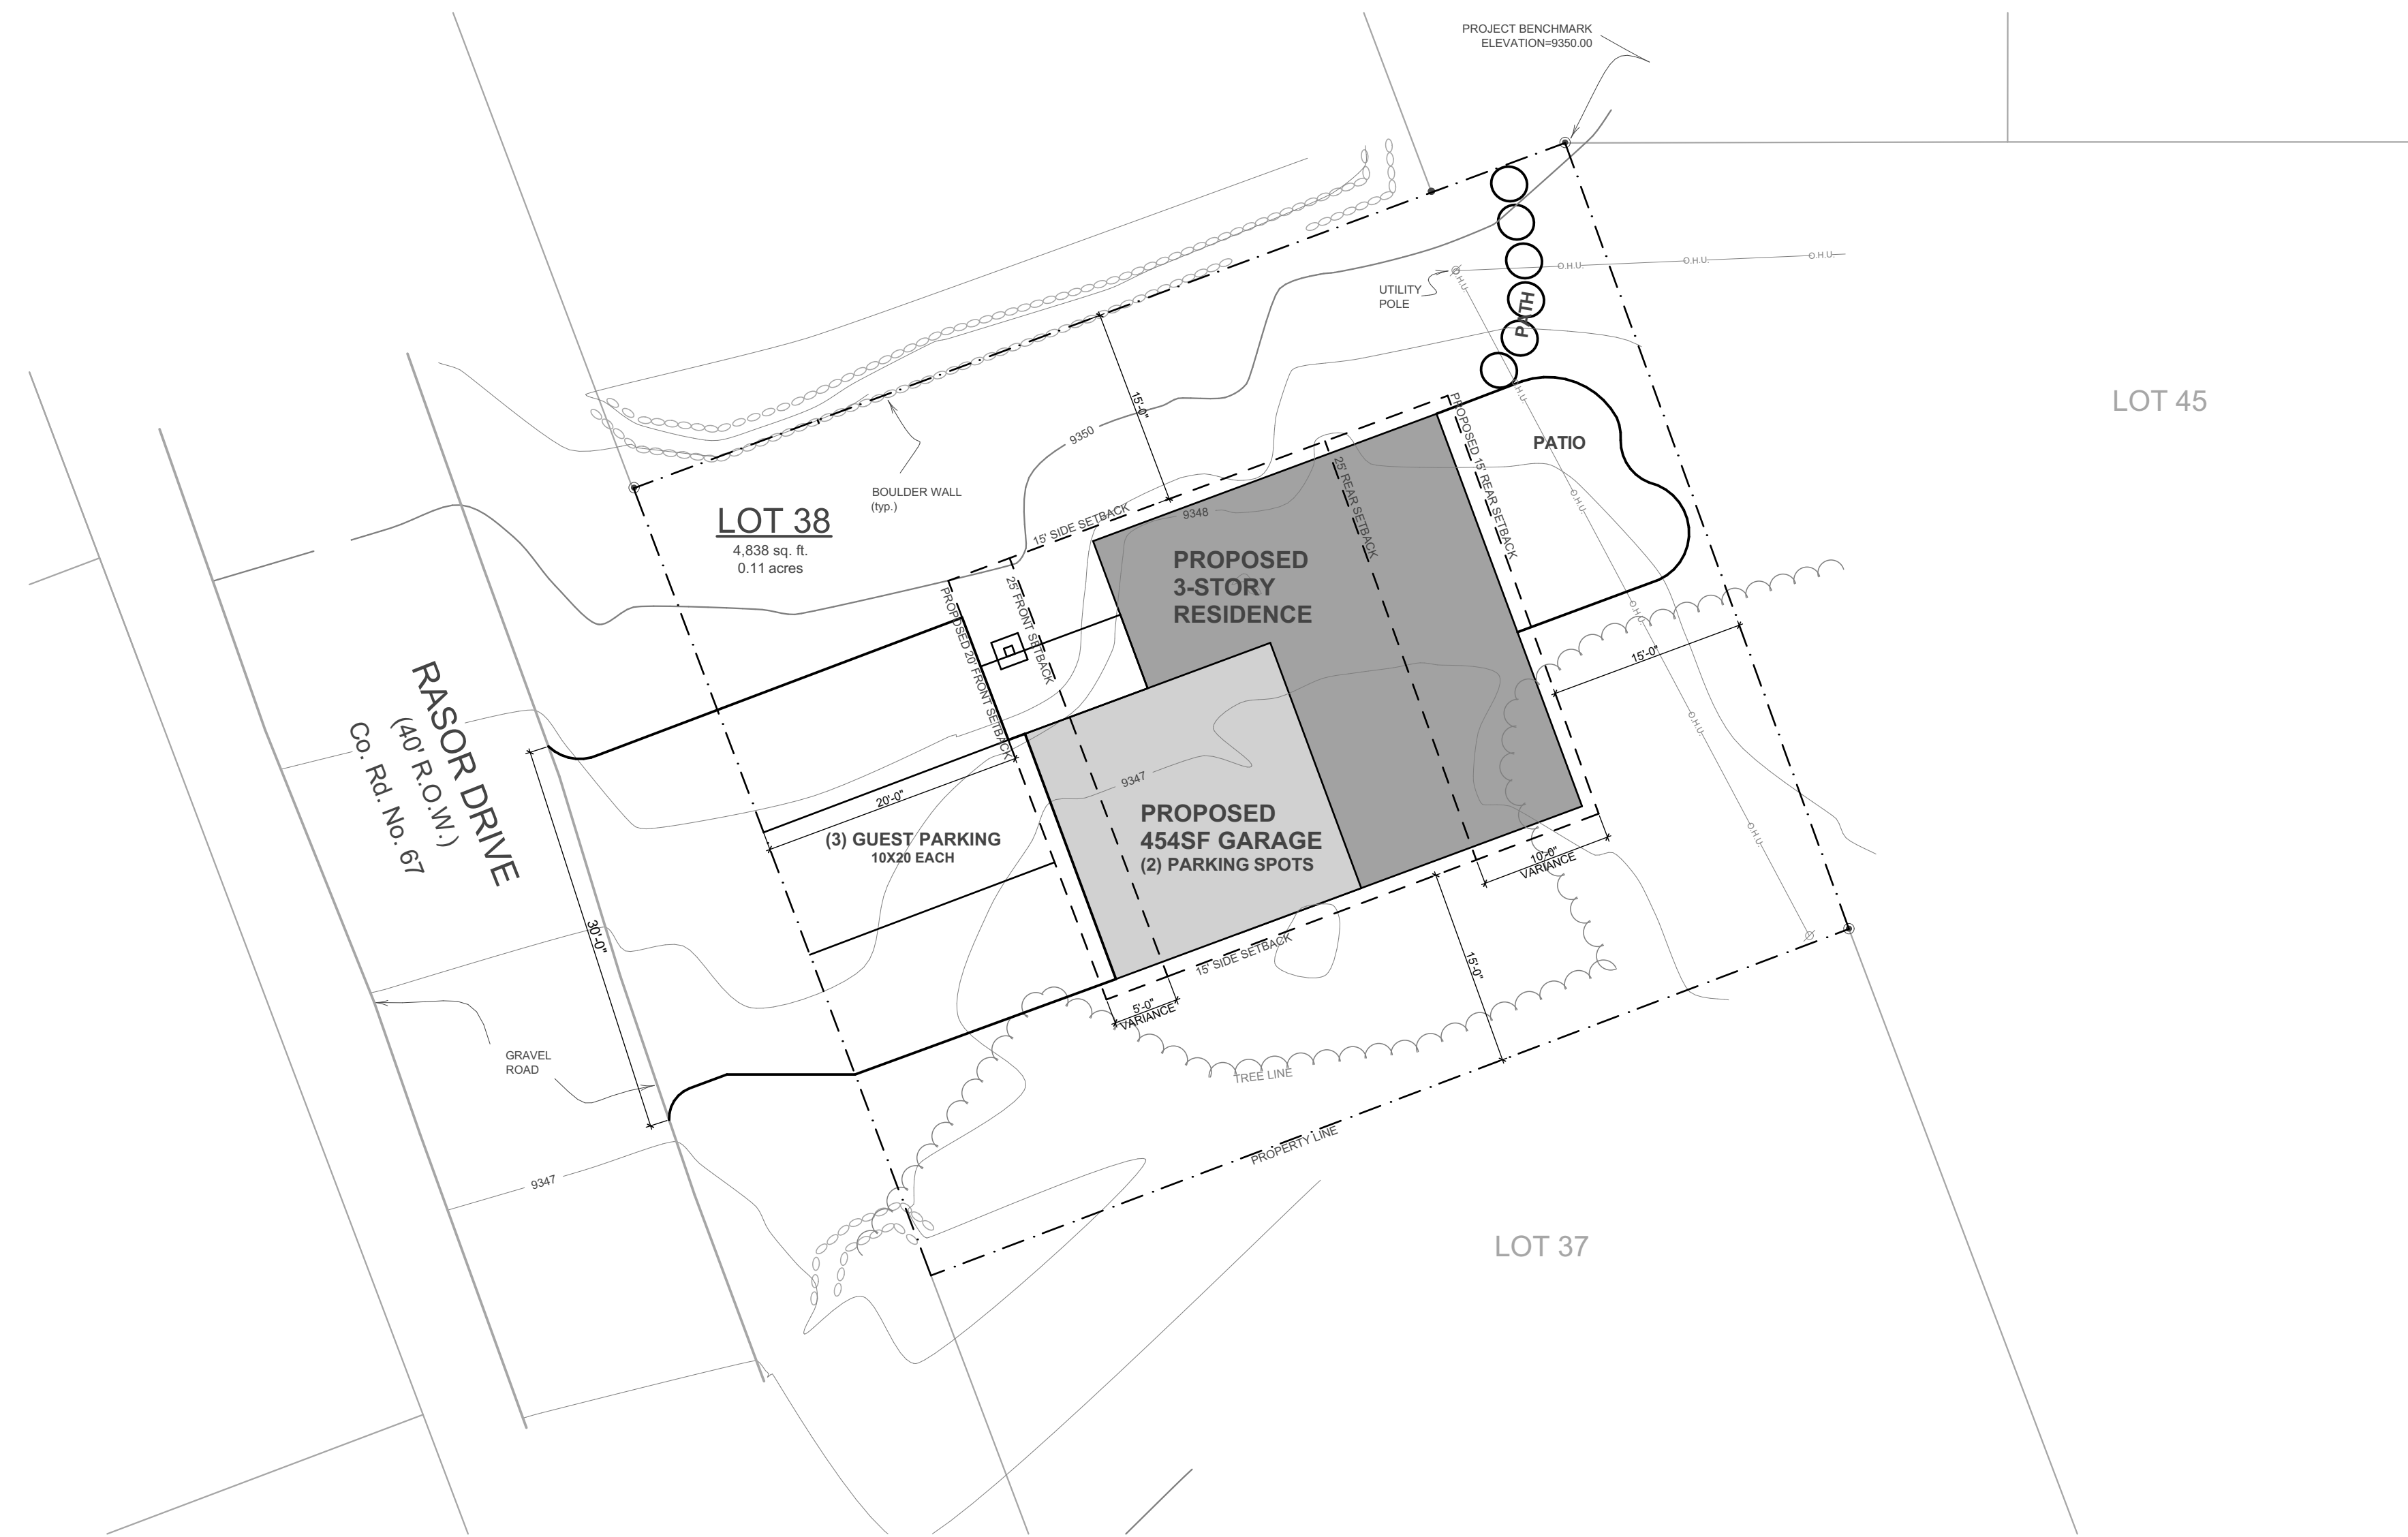 PROJECT BENCHMARK
ELEVATION=9350.00
O.H.U.
O.H.U.
O.H.U.
O.H.U.
UTILITY
POLE
PATH
O.H.U.
15'-0"
LOT 45
9350
PATIO
BOULDER WALL
(typ.)
LOT 38
4,838 sq. ft.
0.11 acres
15' SIDE SETBACK
9348
25' REAR SETBACK
PROPOSED 15' REAR SETBACK
O.H.U.
PROPOSED
3-STORY
RESIDENCE
PROPOSED 20' FRONT SETBACK
25' FRONT SETBACK
O.H.U.
15'-0"
RASOR DRIVE
(40' R.O.W.)
Co. Rd. No. 67
O.H.U.
9347
20'-0"
(3) GUEST PARKING
10X20 EACH
PROPOSED
454SF GARAGE
(2) PARKING SPOTS
O.H.U.
10'-0"
VARIANCE
30'-0"
15' SIDE SETBACK
15'-0"
5'-0"
VARIANCE
GRAVEL
ROAD
TREE LINE
PROPERTY LINE
9347
LOT 37